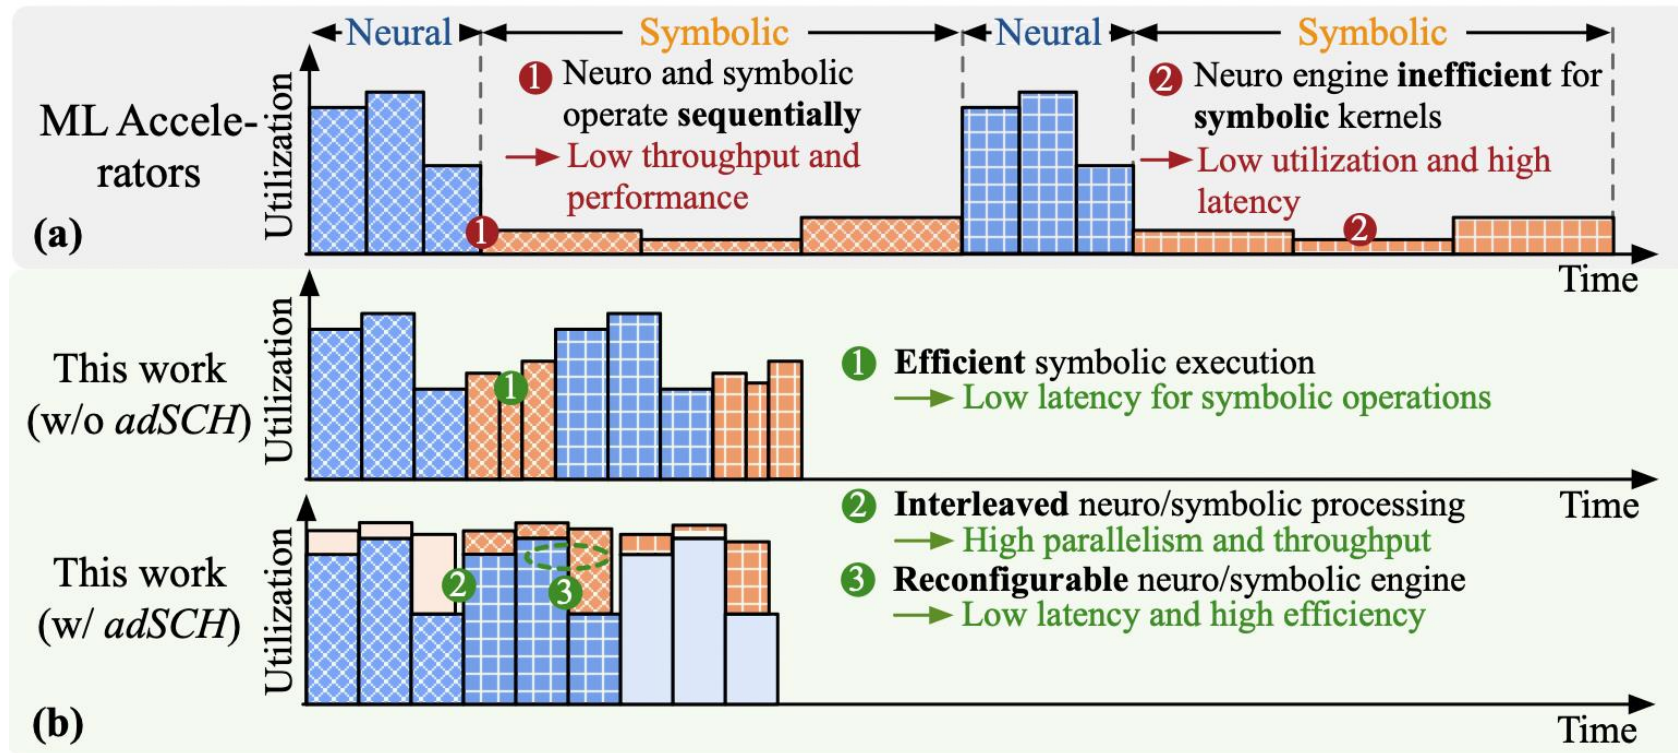 Neural
Symbolic
Neural
Symbolic
ML Accele-
rators
(a)
Utilization
1 Neuro and symbolic
operate sequentially
Low throughput and
performance
2 Neuro engine inefficient for
symbolic kernels
Low utilization and high
latency
1
2
Time
This work
(w/o adSCH)
Utilization
1
1 Efficient symbolic execution
Low latency for symbolic operations
Time
This work
(w/ adSCH)
(b)
Utilization
2
3
2 Interleaved neuro/symbolic processing
High parallelism and throughput
3 Reconfigurable neuro/symbolic engine
Low latency and high efficiency
Time